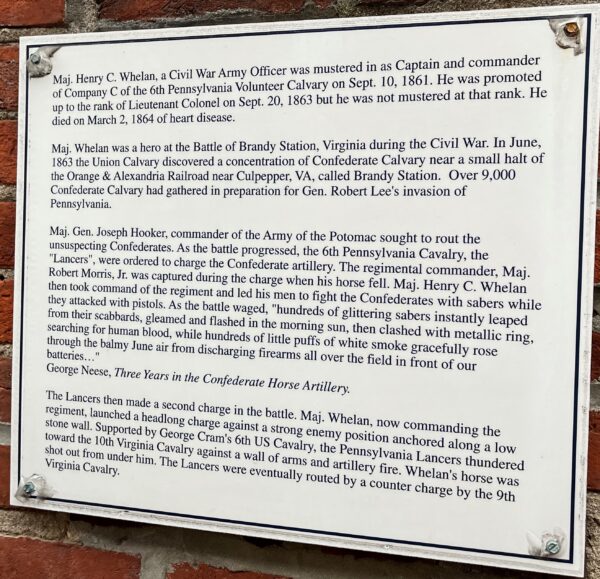 Maj. Henry C. Whelan, a Civil War Army Officer was mustered in as Captain and commander
of Company C of the 6th Pennsylvania Volunteer Calvary on Sept. 10, 1861. He was promoted
up to the rank of Lieutenant Colonel on Sept. 20, 1863 but he was not mustered at that rank. He
died on March 2, 1864 of heart disease.
Maj. Whelan was a hero at the Battle of Brandy Station, Virginia during the Civil War. In June,
1863 the Union Calvary discovered a concentration of Confederate Calvary near a small halt of
the Orange & Alexandria Railroad near Culpepper, VA, called Brandy Station. Over 9,000
Confederate Calvary had gathered in preparation for Gen. Robert Lee's invasion of
Pennsylvania.
Maj. Gen. Joseph Hooker, commander of the Army of the Potomac sought to rout the
unsuspecting Confederates. As the battle progressed, the 6th Pennsylvania Cavalry, the
"Lancers", were ordered to charge the Confederate artillery. The regimental commander, Maj.
Robert Morris, Jr. was captured during the charge when his horse fell. Maj. Henry C. Whelan
then took command of the regiment and led his men to fight the Confederates with sabers while
they attacked with pistols. As the battle waged, "hundreds of glittering sabers instantly leaped
from their scabbards, gleamed and flashed in the morning sun, then clashed with metallic ring,
searching for human blood, while hundreds of little puffs of white smoke gracefully rose
through the balmy June air from discharging firearms all over the field in front of our
batteries…"
George Neese, Three Years in the Confederate Horse Artillery.
The Lancers then made a second charge in the battle. Maj. Whelan, now commanding the
regiment, launched a headlong charge against a strong enemy position anchored along a low
stone wall. Supported by George Cram's 6th US Cavalry, the Pennsylvania Lancers thundered
toward the 10th Virginia Cavalry against a wall of arms and artillery fire. Whelan's horse was
shot out from under him. The Lancers were eventually routed by a counter charge by the 9th
Virginia Cavalry.